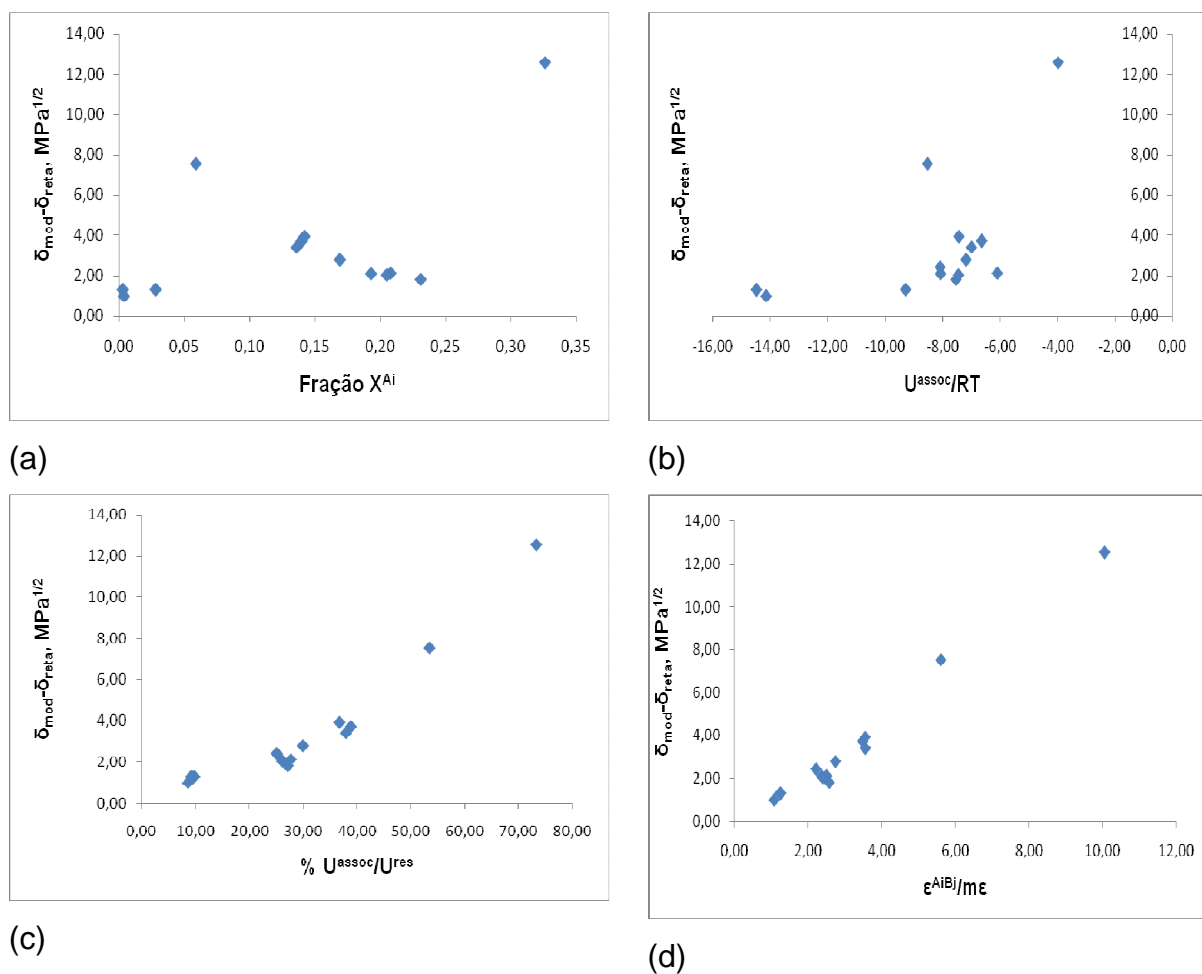 14,00
12,00
10,00
8,00
6,00
4,00
2,00
0,00
δmod-δreta, MPa1/2
0,00 0,05 0,10 0,15 0,20 0,25 0,30 0,35
Fração XAi
(a)
14,00
12,00
10,00
8,00
6,00
4,00
2,00
0,00
δmod-δreta, MPa1/2
-16,00 -14,00 -12,00 -10,00 -8,00 -6,00 -4,00 -2,00 0,00
Uassoc/RT
(b)
14,00
12,00
10,00
8,00
6,00
4,00
2,00
0,00
δmod-δreta, MPa1/2
0,00 10,00 20,00 30,00 40,00 50,00 60,00 70,00 80,00
% Uassoc/Ures
(c)
14,00
12,00
10,00
8,00
6,00
4,00
2,00
0,00
δmod-δreta, MPa1/2
0,00 2,00 4,00 6,00 8,00 10,00 12,00
εAiBj/mε
(d)